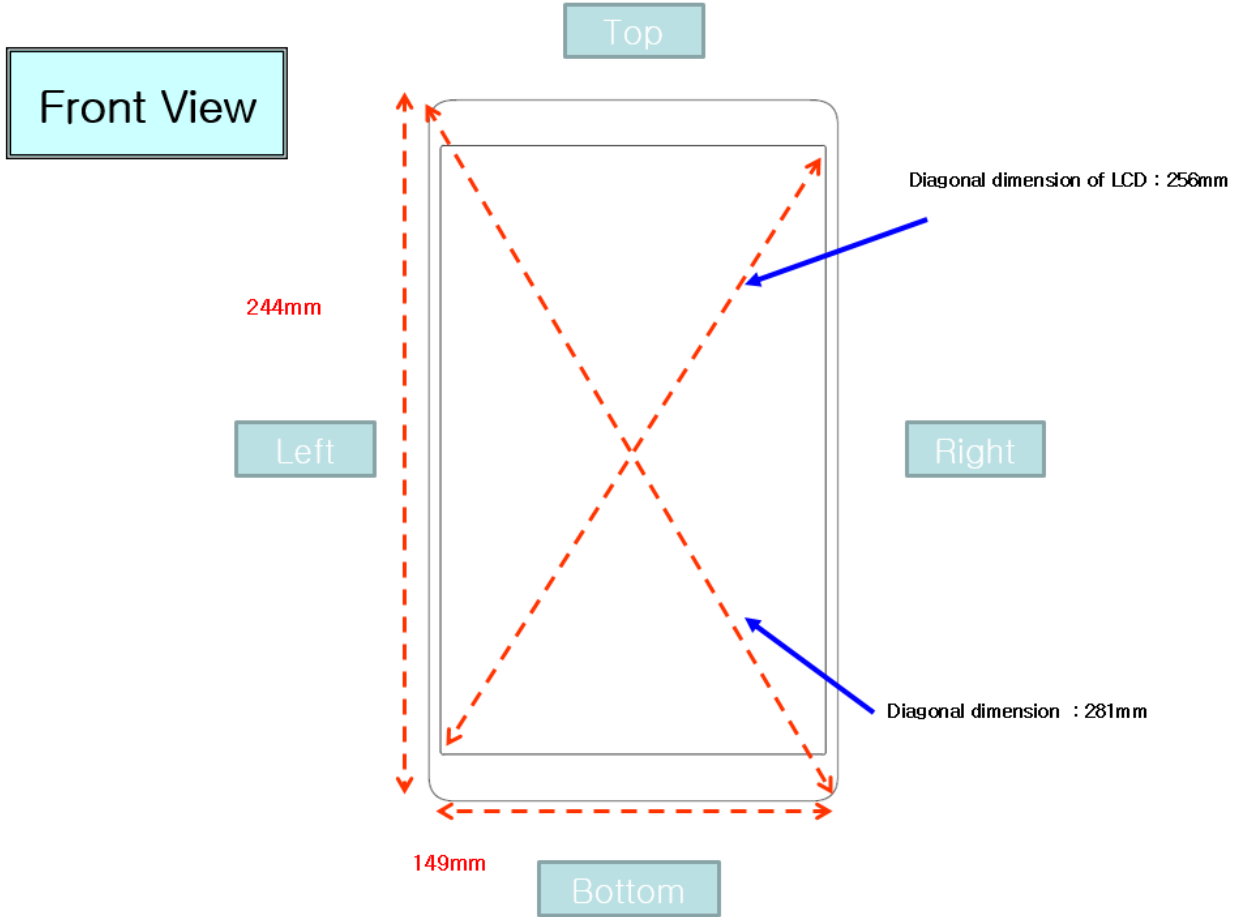 Top
Front View
Diagonal dimension of LCD : 256mm
244mm
Left
Right
Diagonal dimension : 281mm
149mm
Bottom